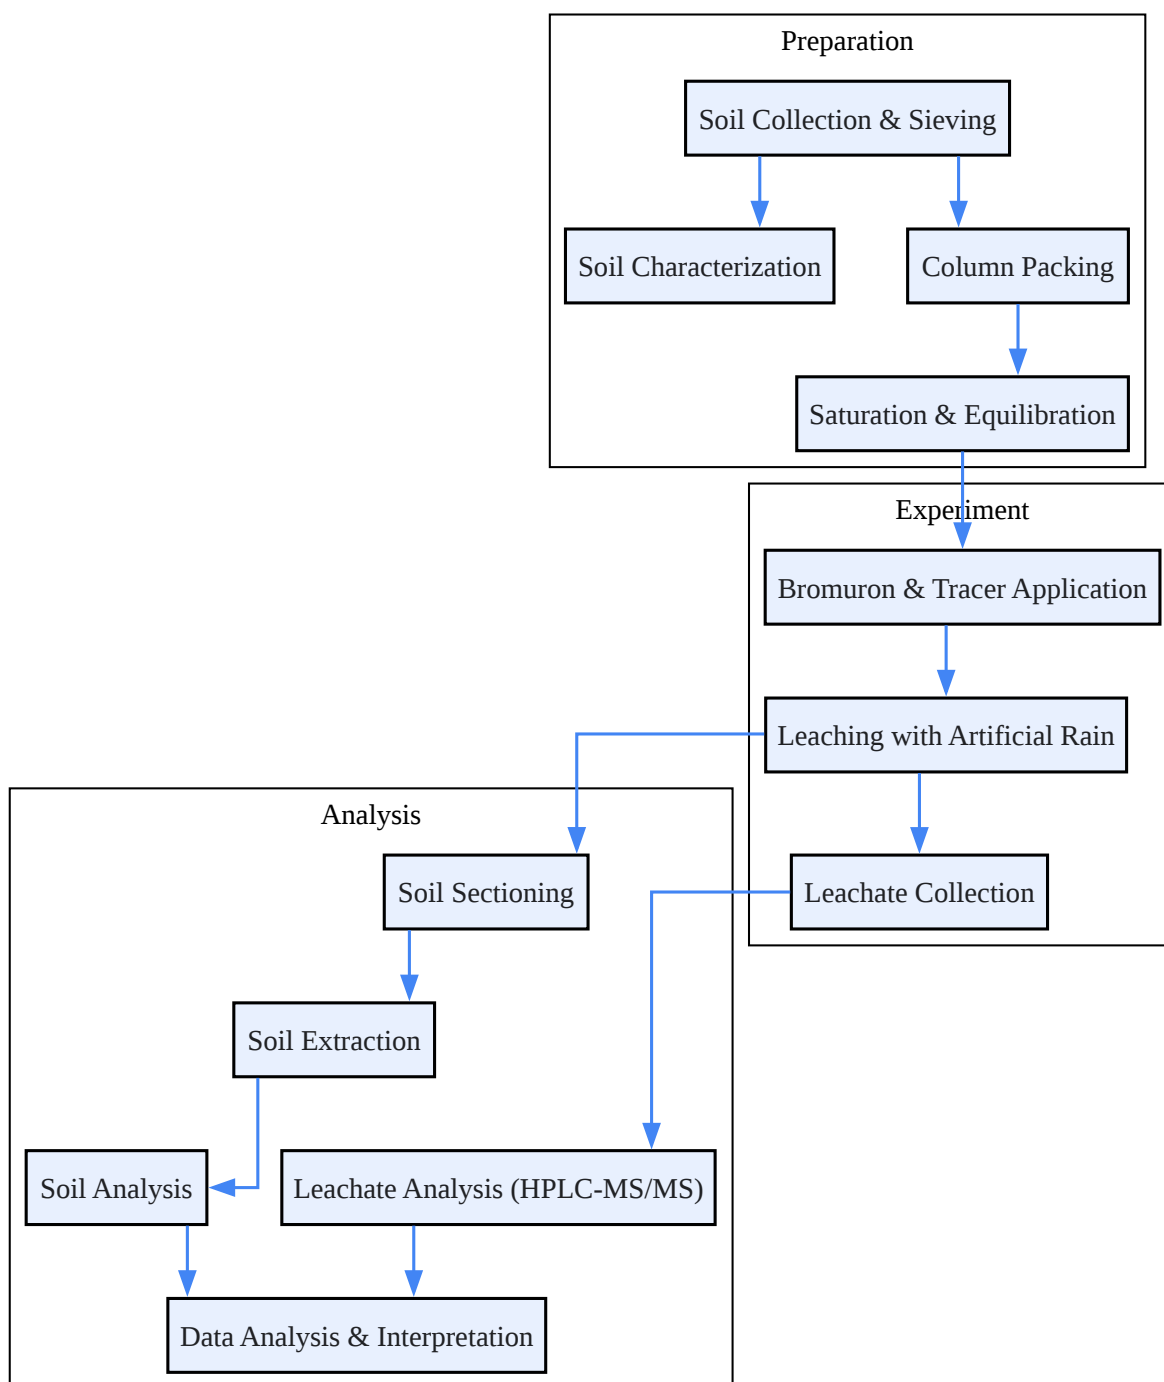 Preparation
Soil Collection & Sieving
Soil Characterization
Column Packing
Saturation & Equilibration
Experiment
Bromuron & Tracer Application
Leaching with Artificial Rain
Leachate Collection
Analysis
Soil Sectioning
Soil Extraction
Soil Analysis
Leachate Analysis (HPLC-MS/MS)
Data Analysis & Interpretation